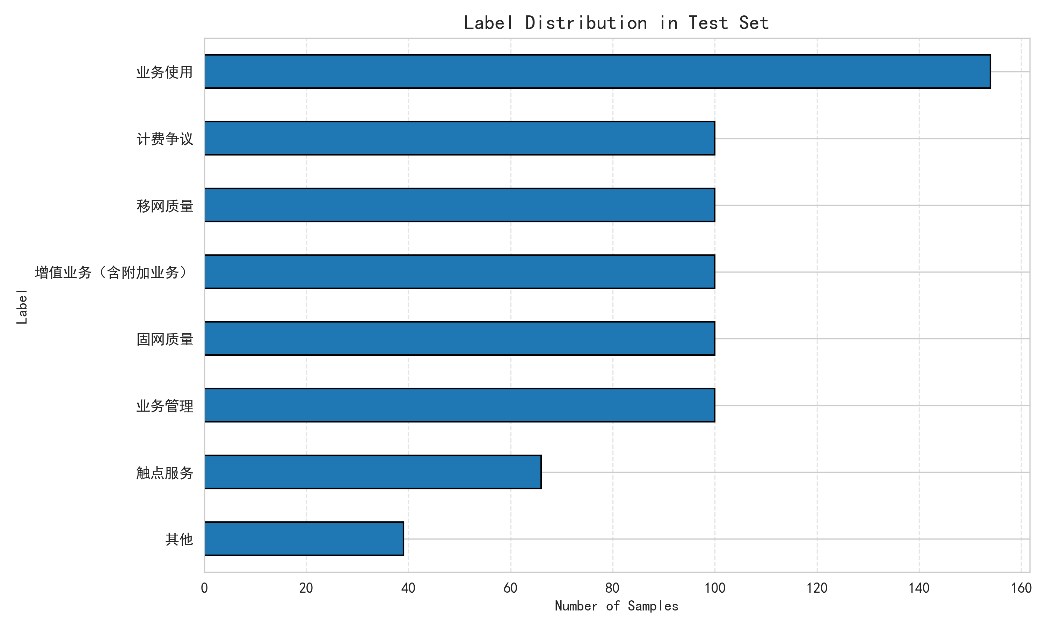 Label Distribution in Test Set
业务使用
计费争议
移网质量
增值业务（含附加业务）
固网质量
业务管理
触点服务
其他
Label
0 20 40 60 80 100 120 140 160
Number of Samples